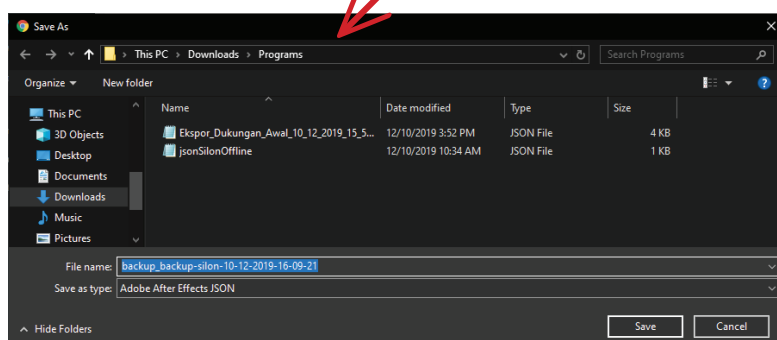 Save As
This PC > Downloads > Programs
Search Programs
Organize
New folder
This PC
3D Objects
Desktop
Documents
Downloads
Music
Pictures
Name
Date modified
Type
Size
Ekspor_Dukungan_Awal_10_12_2019_15_5... 12/10/2019 3:52 PM JSON File 4 KB
jsonSilonOffline 12/10/2019 10:34 AM JSON File 1 KB
File name: backup_backup-silon-10-12-2019-16-09-21
Save as type: Adobe After Effects JSON
Hide Folders
Save
Cancel